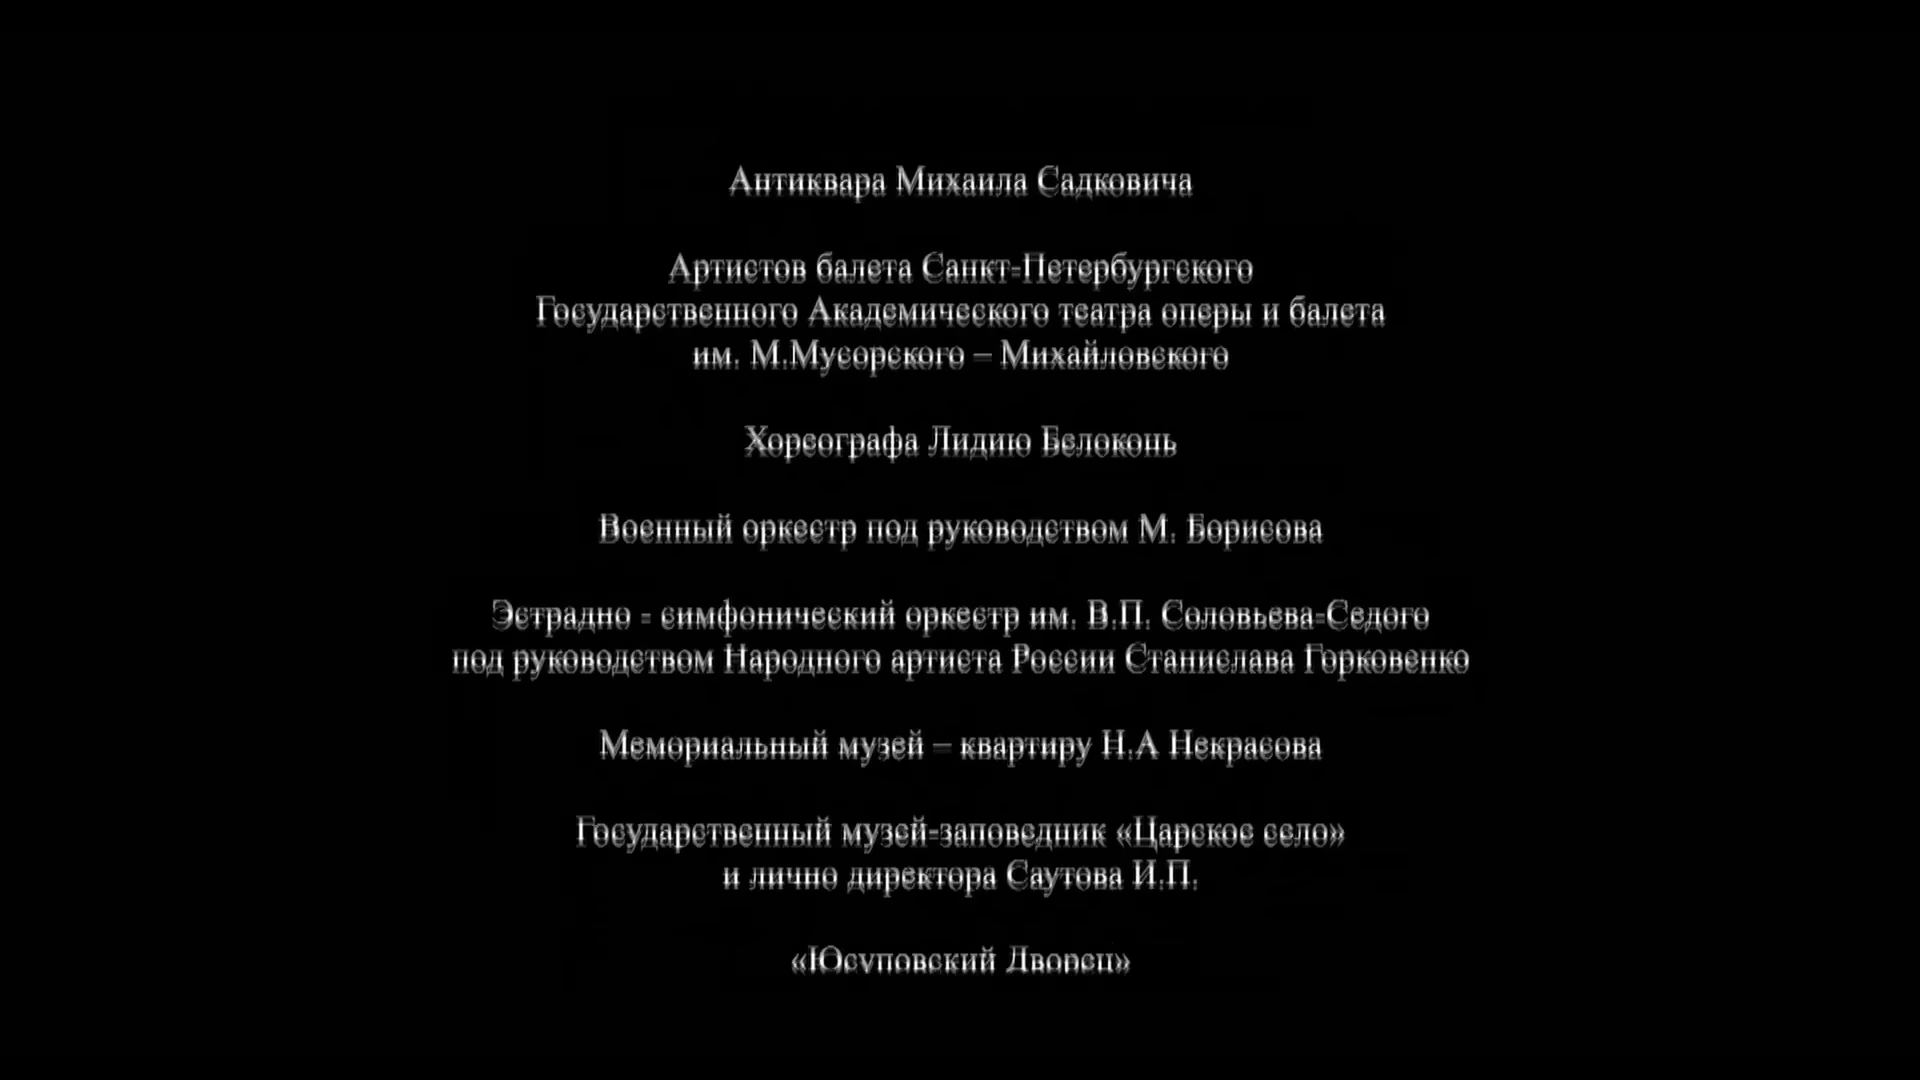 Антиквара Михаила Садковича
Артистов балета Санкт-Петербургского
Государственного Академического театра оперы и балета
им. М.Мусорского – Михайловского
Хореографа Лидию Белоконь
Военный оркестр под руководством М. Борисова
Эстрадно - симфонический оркестр им. В.П. Соловьева-Седого
под руководством Народного артиста России Станислава Горковенко
Мемориальный музей – квартиру Н.А Некрасова
Государственный музей-заповедник «Царское село»
и лично директора Саутова И.П.
«Юсуповский Дворец»